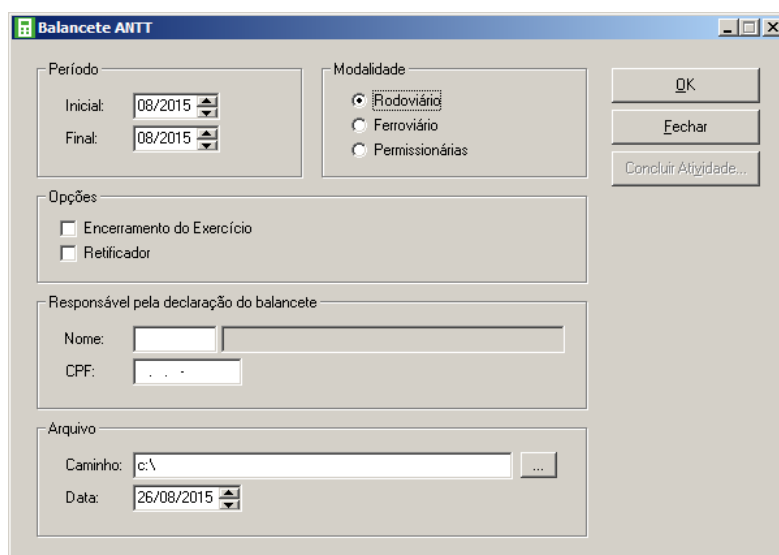 Balancete ANTT
Período
Inicial: 08/2015
Final: 08/2015
Modalidade
Rodoviário
Ferroviário
Permissionárias
OK
Fechar
Concluir Atividade...
Opções
Encerramento do Exercício
Retificador
Responsável pela declaração do balancete
Nome:
CPF: . . -
Arquivo
Caminho: c:\ ...
Data: 26/08/2015